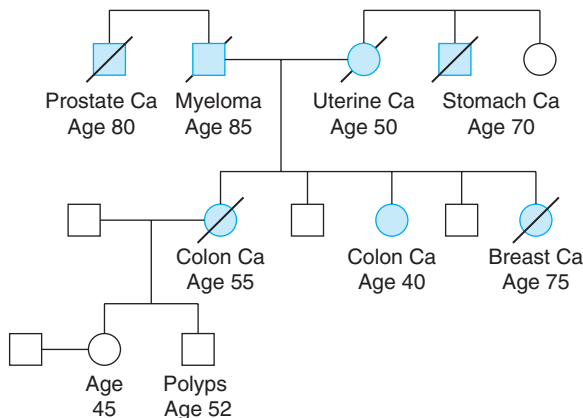 Prostate Ca
Age 80
Myeloma
Age 85
Uterine Ca
Age 50
Stomach Ca
Age 70
Colon Ca
Age 55
Colon Ca
Age 40
Breast Ca
Age 75
Age
45
Polyps
Age 52